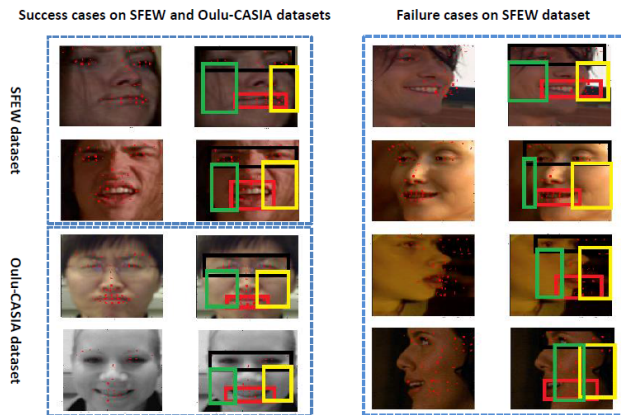 Success cases on SFEW and Oulu-CASIA datasets
Failure cases on SFEW dataset
SFEW dataset
Oulu-CASIA dataset